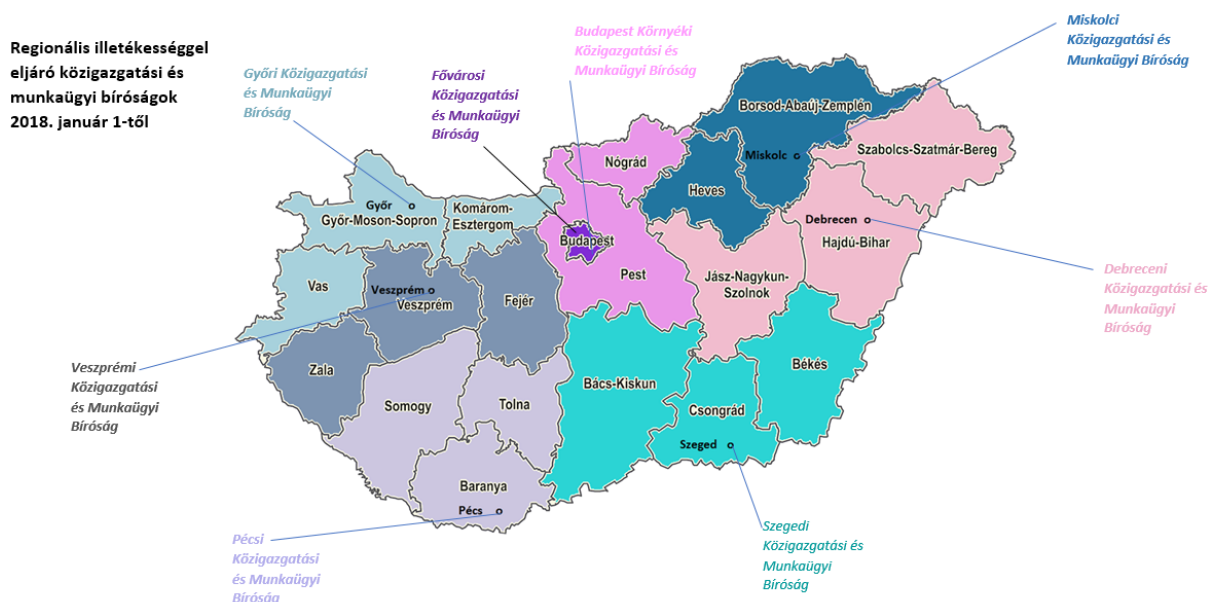 Regionális illetékességgel
eljáró közigazgatási és
munkaügyi bíróságok
2018. január 1-től
Győri Közigazgatási
és Munkaügyi
Bíróság
Fővárosi
Közigazgatási
és Munkaügyi
Bíróság
Budapest Környéki
Közigazgatási és
Munkaügyi Bíróság
Miskolci
Közigazgatási és
Munkaügyi Bíróság
Borsod-Abaúj-Zemplén
Miskolc
Szabolcs-Szatmár-Bereg
Nógrád
Heves
Győr
Győr-Moson-Sopron
Komárom-
Esztergom
Budapest
Pest
Debrecen
Hajdú-Bihar
Jász-Nagykun-
Szolnok
Vas
Veszprém
Veszprém
Fejér
Debreceni
Közigazgatási és
Munkaügyi
Bíróság
Veszprémi
Közigazgatási
és Munkaügyi
Bíróság
Zala
Somogy
Tolna
Bács-Kiskun
Csongrád
Szeged
Békés
Baranya
Pécs
Pécsi
Közigazgatási
és Munkaügyi
Bíróság
Szegedi
Közigazgatási és
Munkaügyi
Bíróság